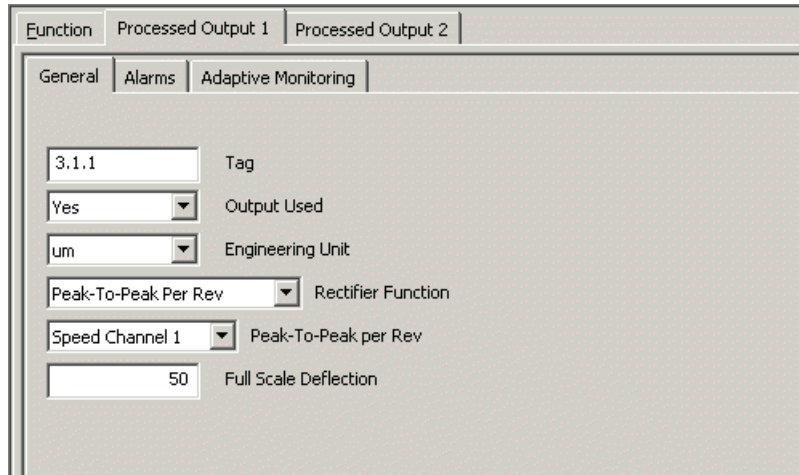 Function Processed Output 1 Processed Output 2
General Alarms Adaptive Monitoring
3.1.1 Tag
Yes Output Used
um Engineering Unit
Peak-To-Peak Per Rev Rectifier Function
Speed Channel 1 Peak-To-Peak per Rev
50 Full Scale Deflection